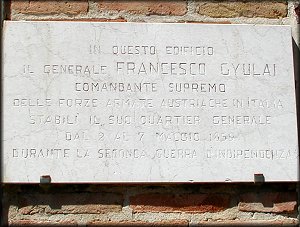 IN QUESTO EDIFICIO
IL GENERALE FRANCESCO GYULAI
COMANDANTE SUPREMO
DELLE FORZE ARMATE AUSTRIACHE IN ITALIA
STABILÌ IL SUO QUARTIER GENERALE
DAL 2 AL 7 MAGGIO 1859
DURANTE LA SECONDA GUERRA D'INDIPENDENZA